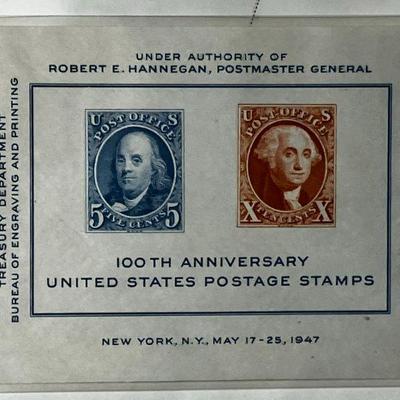 UNDER AUTHORITY OF
ROBERT E. HANNEGAN, POSTMASTER GENERAL
TREASURY DEPARTMENT
BUREAU OF ENGRAVING AND PRINTING
U S
POST OFFICE
5 FIVE CENTS 5
U S
POST OFFICE
X TEN CENTS X
100TH ANNIVERSARY
UNITED STATES POSTAGE STAMPS
NEW YORK, N.Y., MAY 17-25, 1947